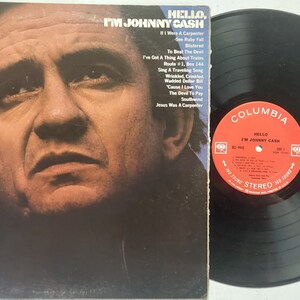 HELLO,
I'M JOHNNY CASH
If I Were A Carpenter
See Ruby Fall
Blistered
To Beat The Devil
I've Got A Thing About Trains
Route #1, Box 144
Sing A Traveling Song
Wrinkled, Crinkled,
Wadded Dollar Bill
'Cause I Love You
The Devil To Pay
Southwind
Jesus Was A Carpenter
COLUMBIA
HELLO
I'M JOHNNY CASH
STEREO